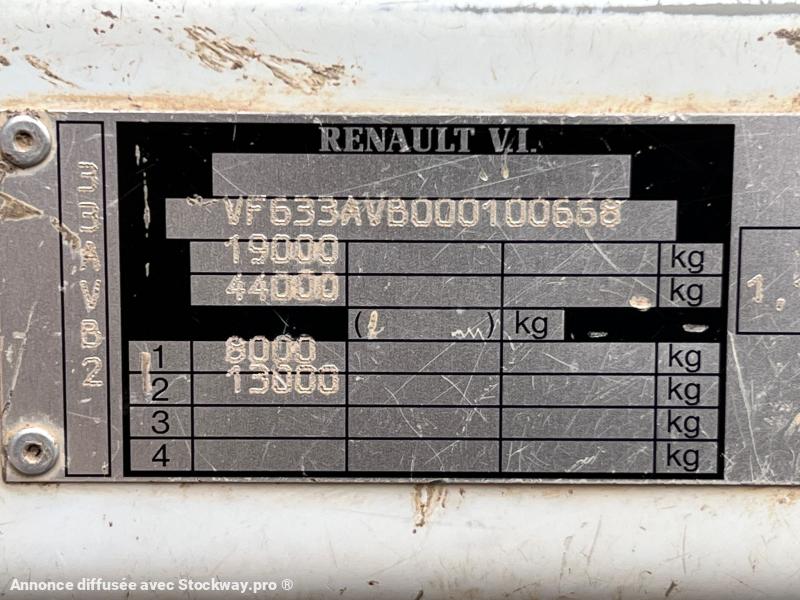 RENAULT V.I.
VF633AVB000100668
19000 kg
44000 kg
( ) kg
1 8000 kg
2 13000 kg
3 kg
4 kg
33AVB2
Annonce diffusée avec Stockway.pro ®